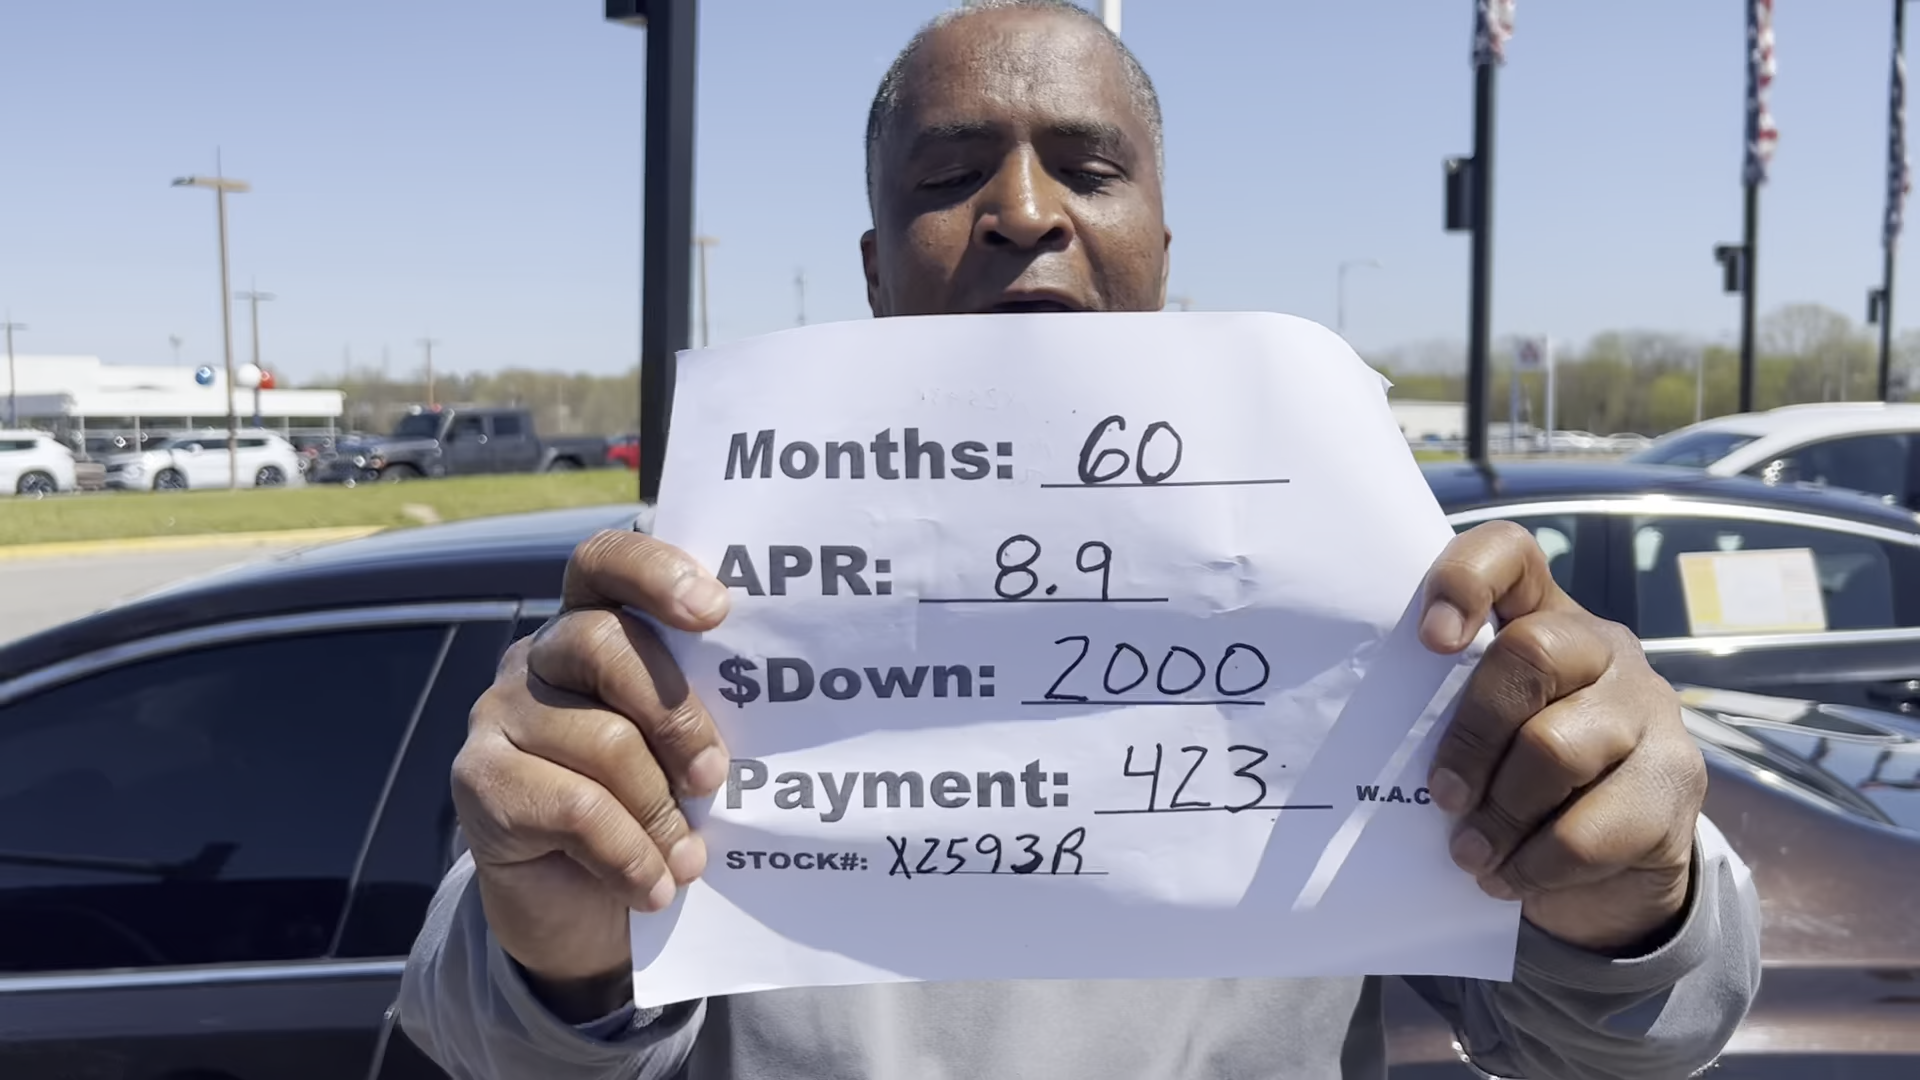 Months: 60
APR: 8.9
$Down: 2000
Payment: 423 W.A.C
STOCK#: X2593R